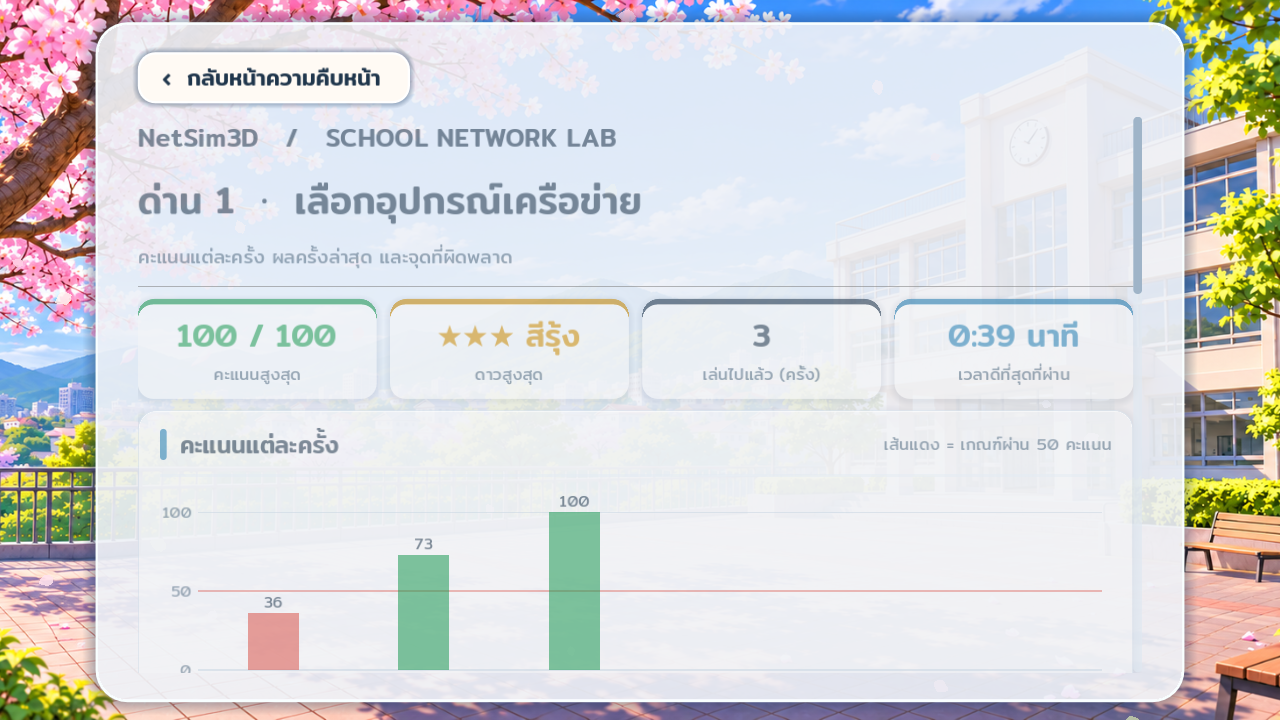 ‹ กลับหน้าความคืบหน้า
NetSim3D / SCHOOL NETWORK LAB
ด่าน 1 · เลือกอุปกรณ์เครือข่าย
คะแนนแต่ละครั้ง ผลครั้งล่าสุด และจุดที่ผิดพลาด
100 / 100
คะแนนสูงสุด
★★★ สีรุ้ง
ดาวสูงสุด
3
เล่นไปแล้ว (ครั้ง)
0:39 นาที
เวลาดีที่สุดที่ผ่าน
คะแนนแต่ละครั้ง
เส้นแดง = เกณฑ์ผ่าน 50 คะแนน
100
50
0
36
73
100